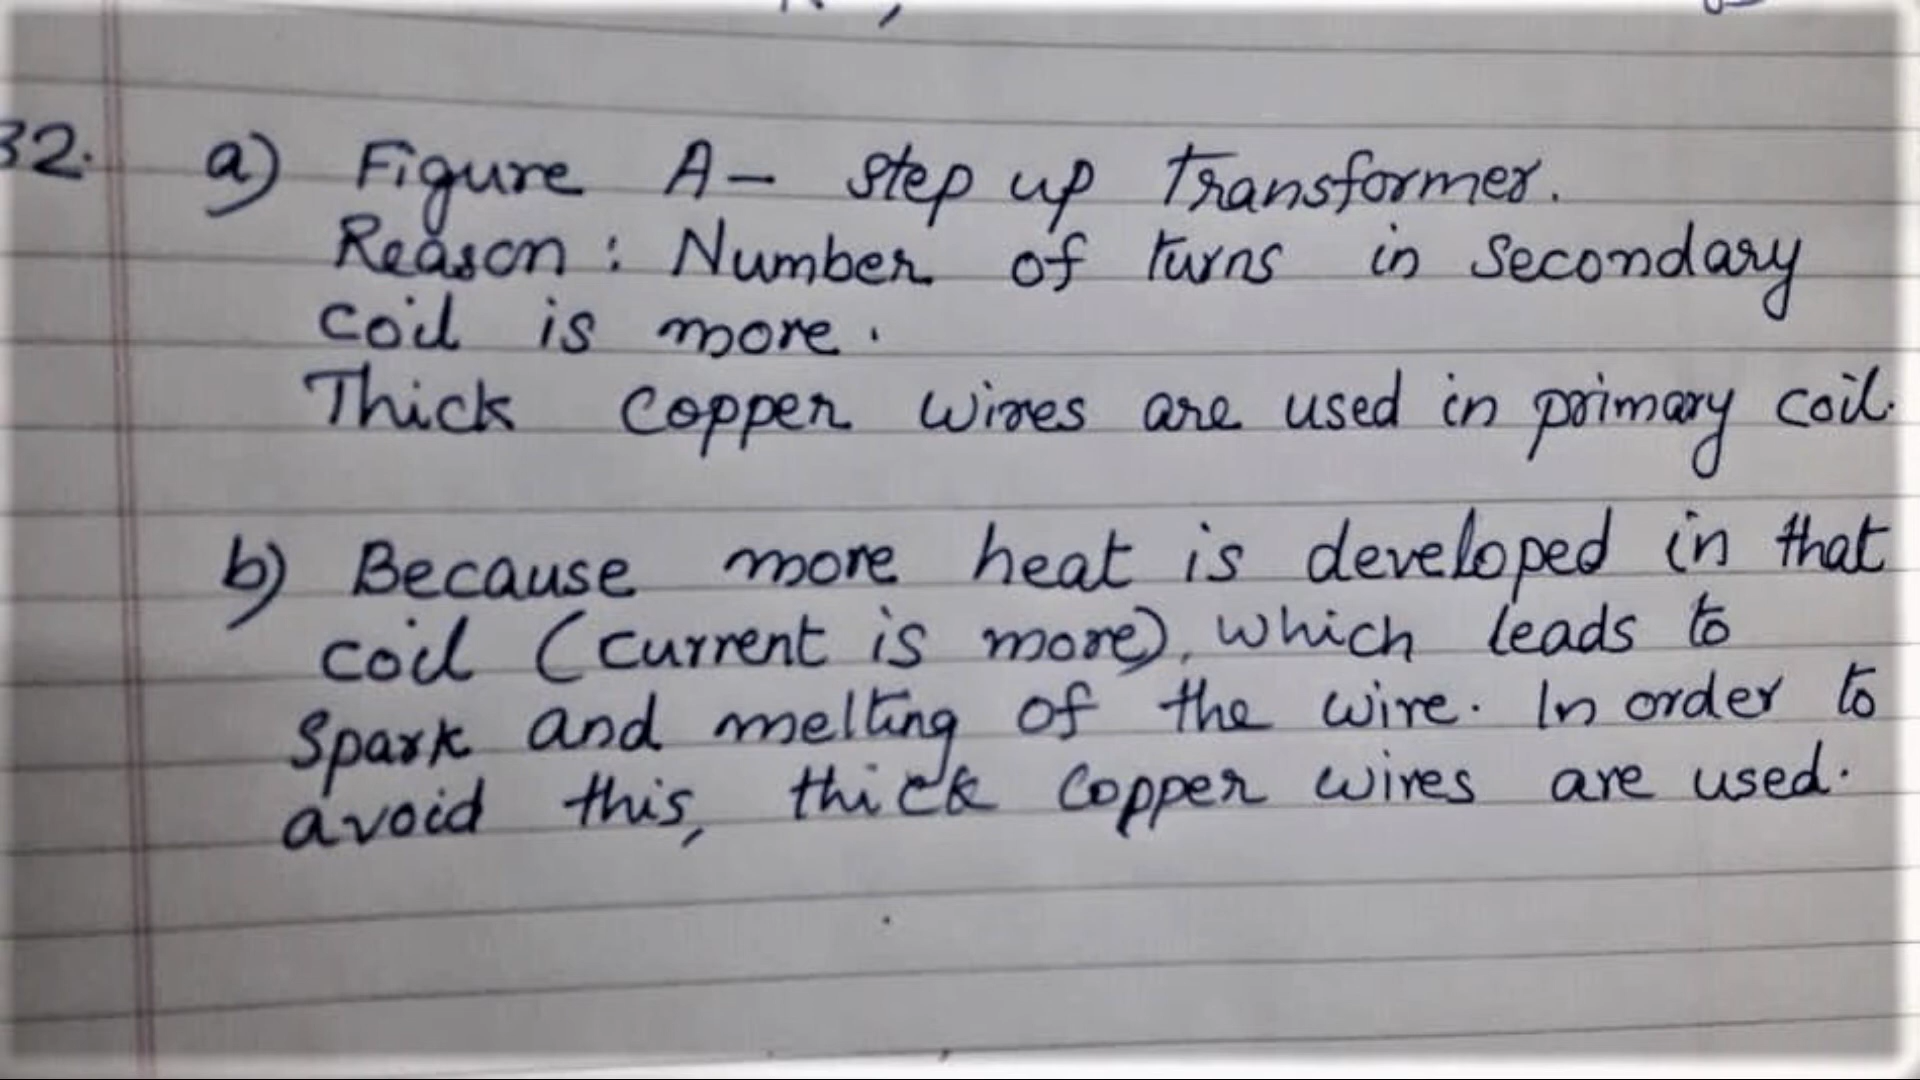 32. a) Figure A- Step up Transformer.
Reason : Number of turns in Secondary
coil is more.
Thick Copper wires are used in primary coil.
b) Because more heat is developed in that
coil (current is more), which leads to
Spark and melting of the wire. In order to
avoid this, thick Copper wires are used.